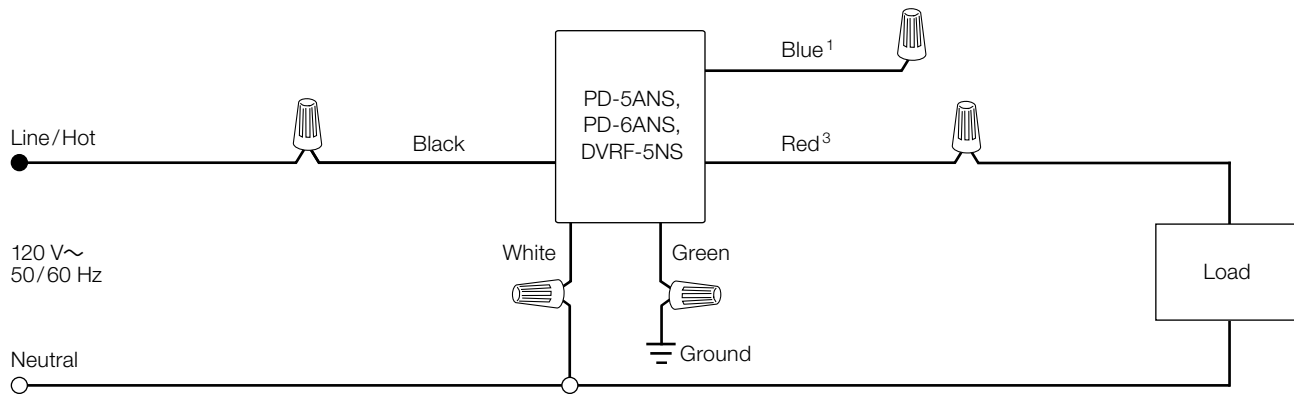 Blue¹
PD-5ANS,
PD-6ANS,
DVRF-5NS
Line/Hot
Black
Red³
120 V~
50/60 Hz
White
Green
Load
Ground
Neutral